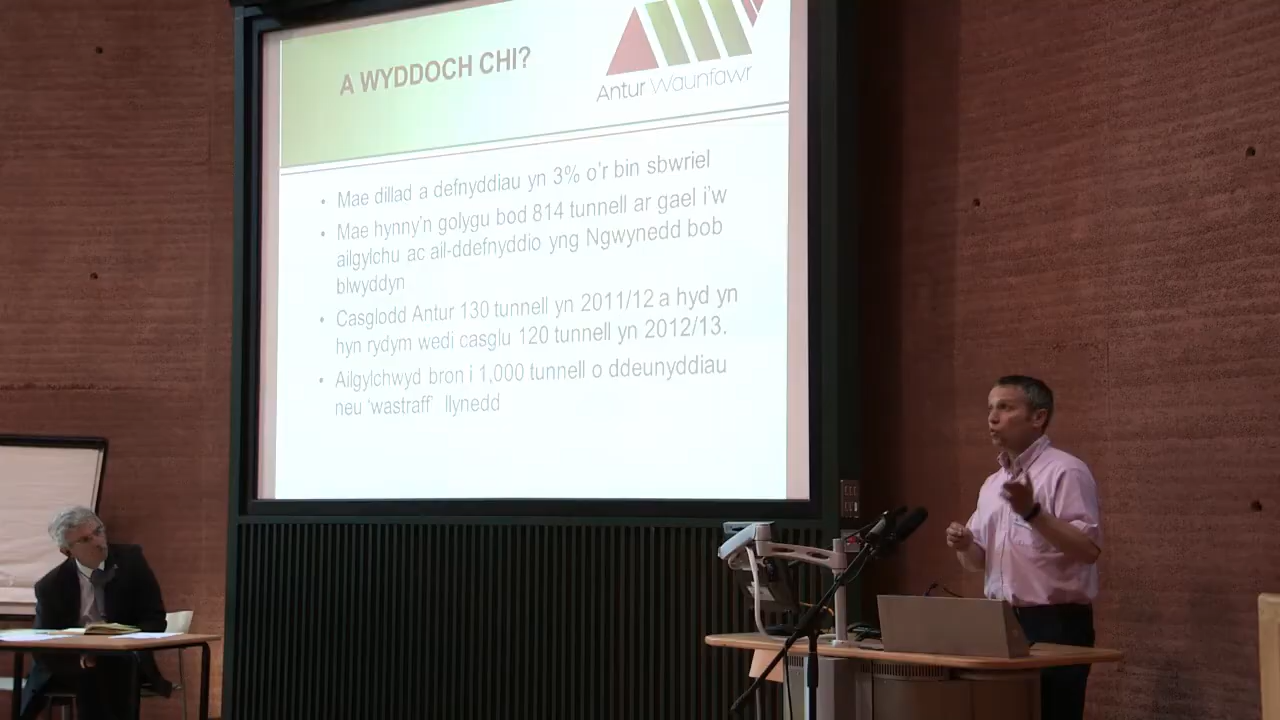 A WYDDOCH CHI?
Antur Waunfawr
• Mae dillad a defnyddiau yn 3% o'r bin sbwriel
• Mae hynny'n golygu bod 814 tunnell ar gael i'w
ailgylchu ac ail-ddefnyddio yng Ngwynedd bob
blwyddyn
• Casglodd Antur 130 tunnell yn 2011/12 a hyd yn
hyn rydym wedi casglu 120 tunnell yn 2012/13.
• Ailgylchwyd bron i 1,000 tunnell o ddeunyddiau
neu 'wastraff' llynedd